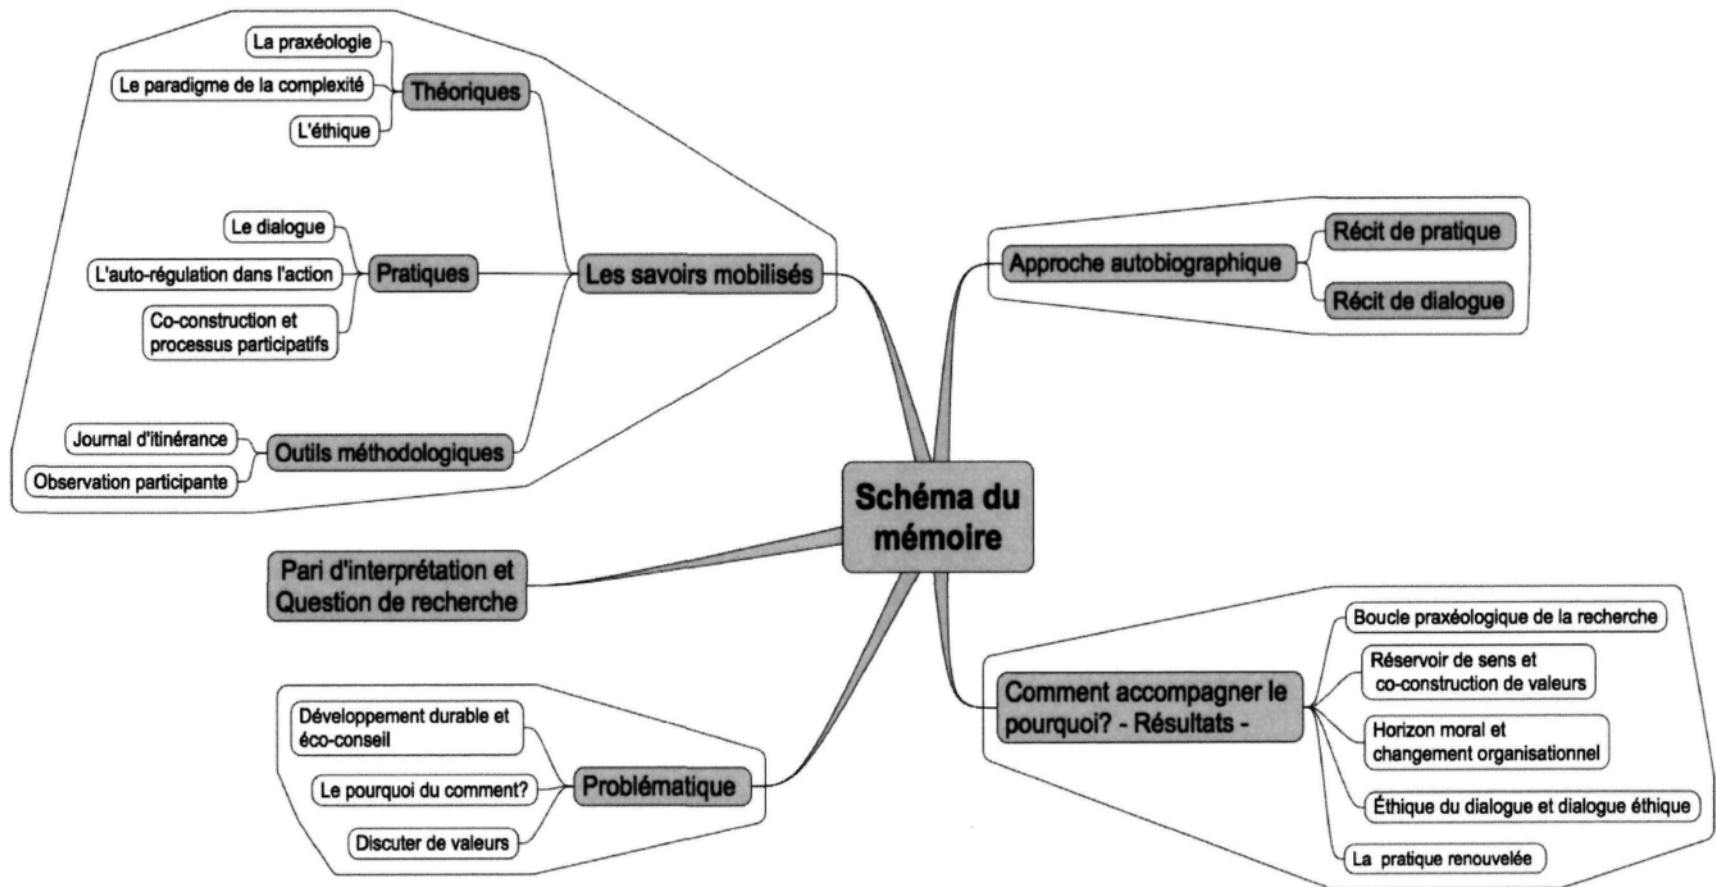 La praxéologie
Le paradigme de la complexité
L'éthique
Théoriques
Le dialogue
L'auto-régulation dans l'action
Co-construction et
processus participatifs
Pratiques
Journal d'itinérance
Observation participante
Outils méthodologiques
Les savoirs mobilisés
Approche autobiographique
Récit de pratique
Récit de dialogue
Schéma du
mémoire
Pari d'interprétation et
Question de recherche
Développement durable et
éco-conseil
Le pourquoi du comment?
Discuter de valeurs
Problématique
Comment accompagner le
pourquoi? - Résultats -
Boucle praxéologique de la recherche
Réservoir de sens et
co-construction de valeurs
Horizon moral et
changement organisationnel
Éthique du dialogue et dialogue éthique
La pratique renouvelée